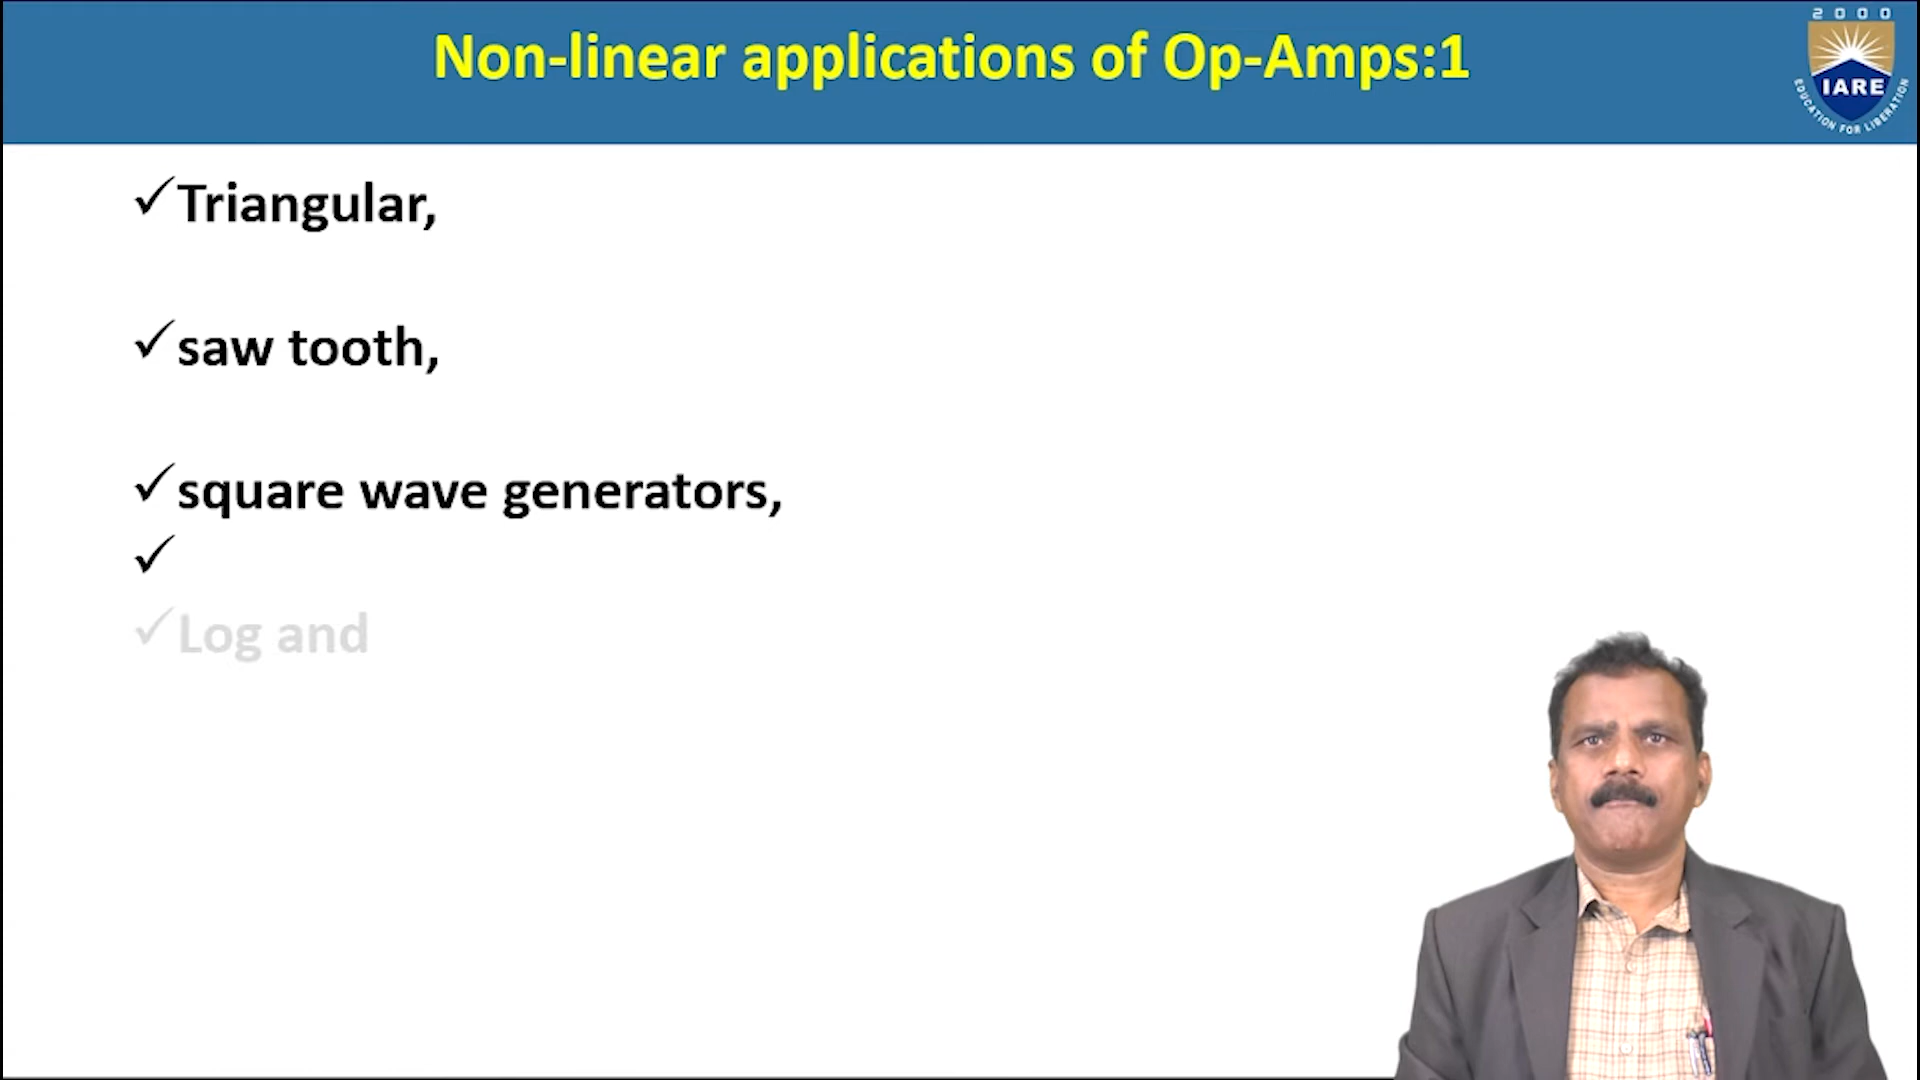 Non-linear applications of Op-Amps:1
2000
IARE
EDUCATION FOR LIBERATION
✓Triangular,
✓saw tooth,
✓square wave generators,
✓
✓Log and